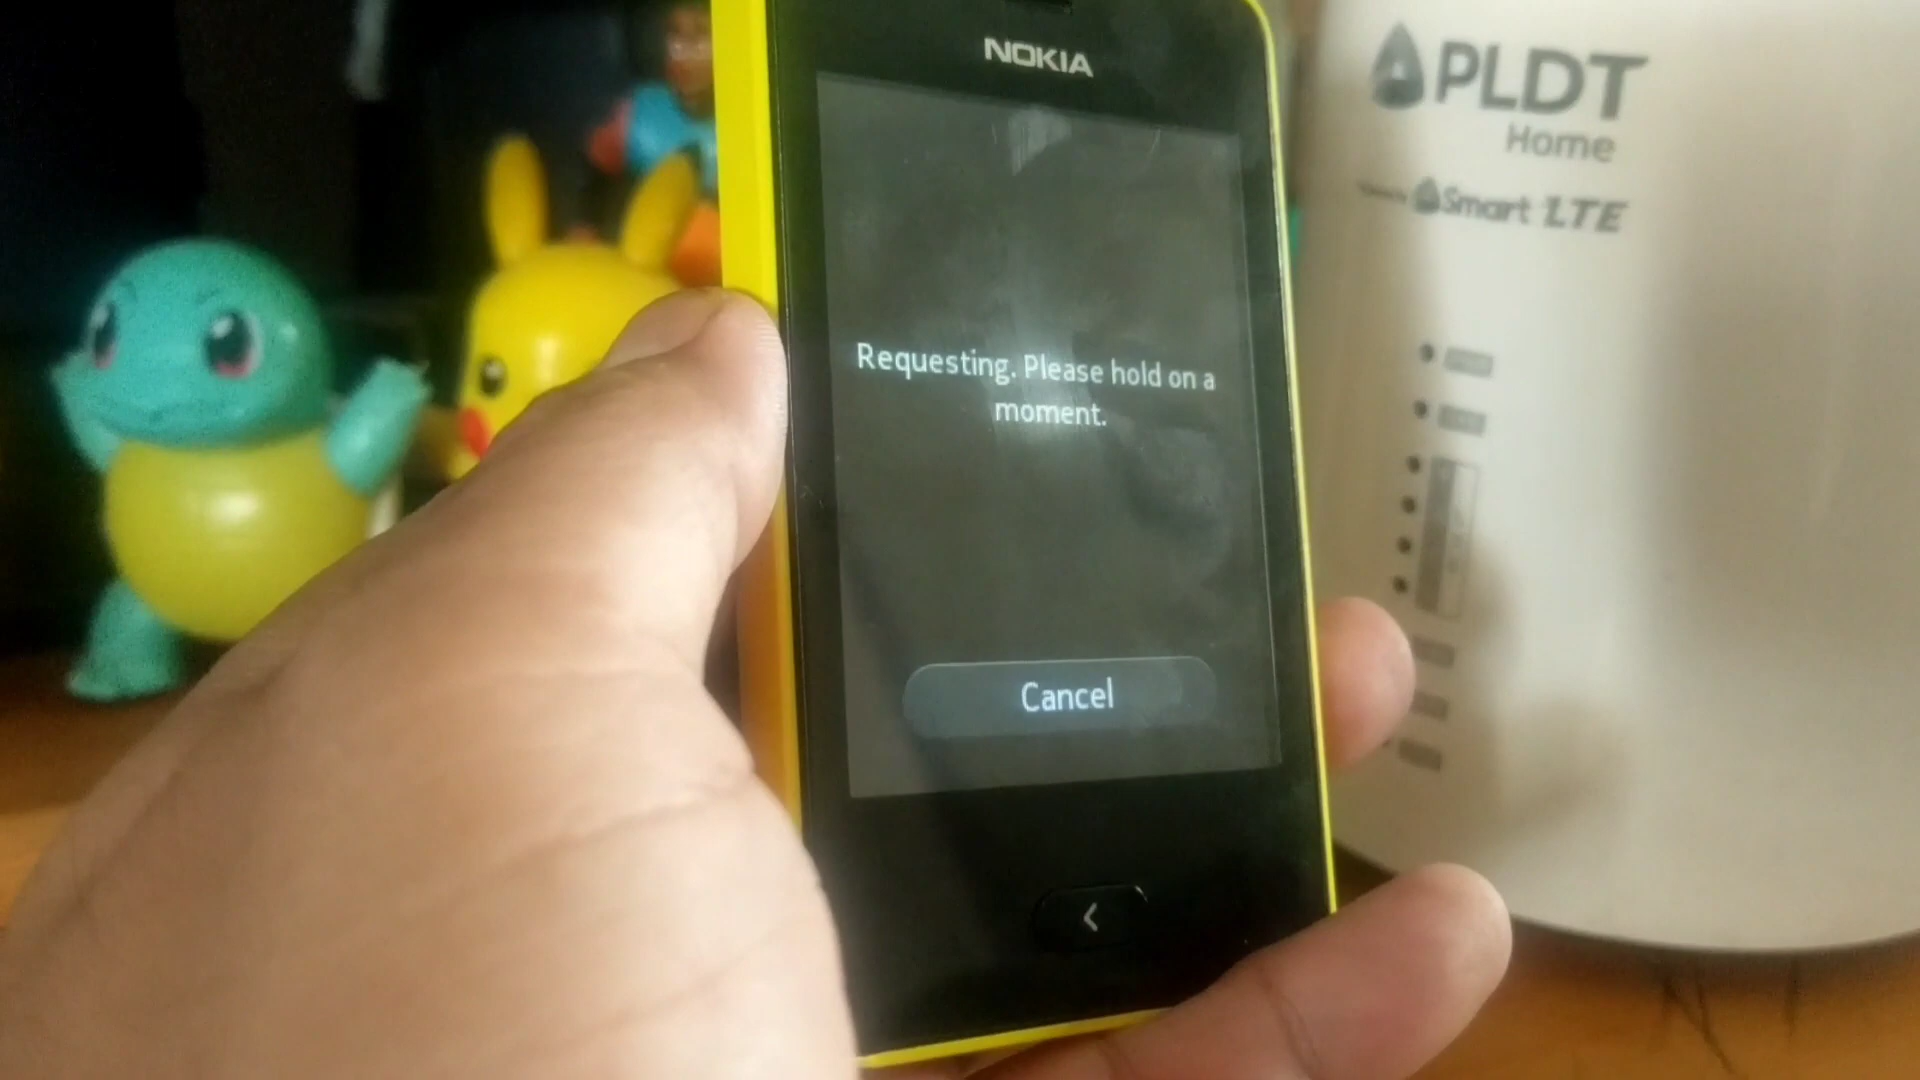 NOKIA
Requesting. Please hold on a
moment.
Cancel
PLDT
Home
Smart LTE